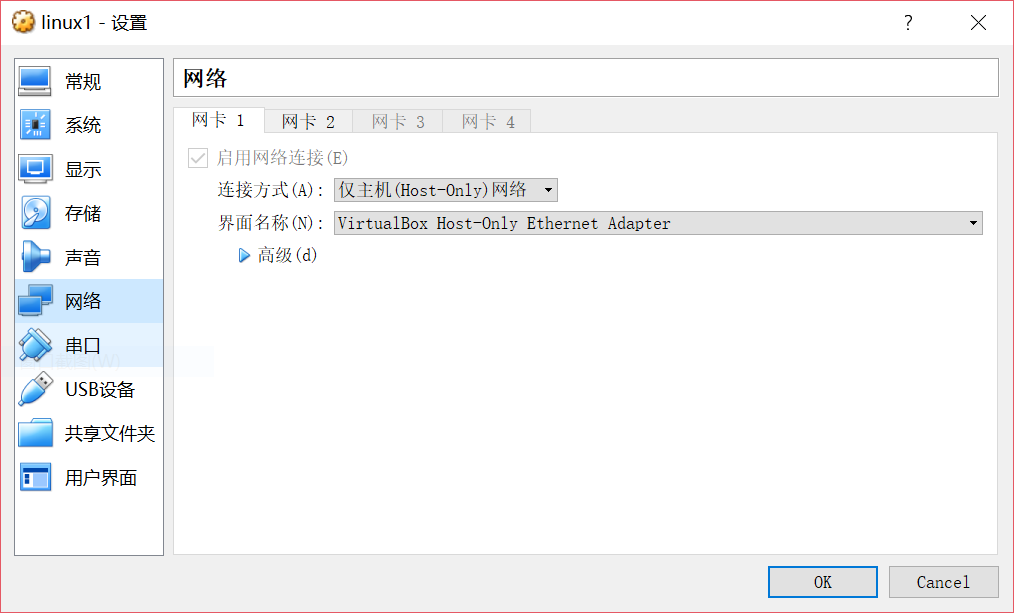 linux1 - 设置
?
常规
系统
显示
存储
声音
网络
串口
USB设备
共享文件夹
用户界面
网络
网卡 1
网卡 2
网卡 3
网卡 4
启用网络连接(E)
连接方式(A): 仅主机(Host-Only)网络
界面名称(N): VirtualBox Host-Only Ethernet Adapter
高级(d)
OK
Cancel